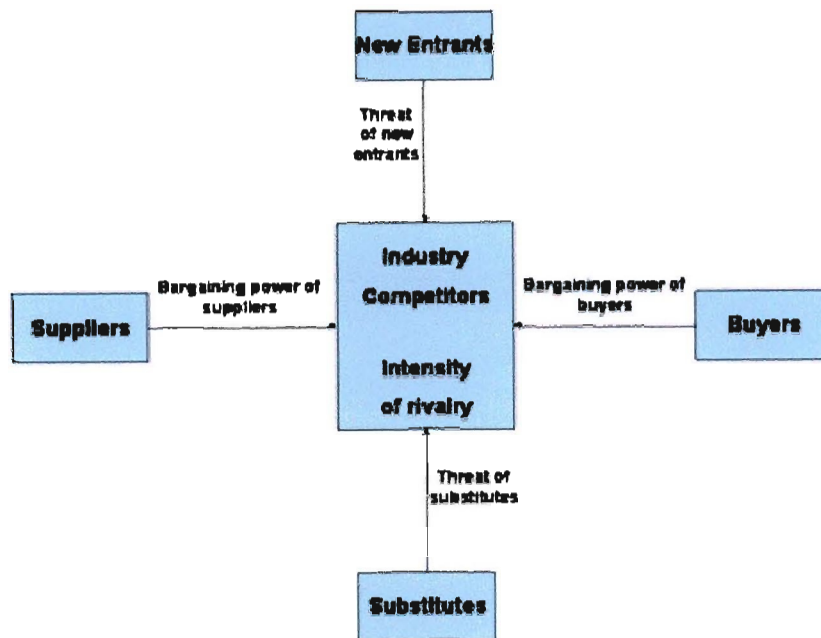 New Entrants
Threat
of new
entrants
Industry
Competitors
Intensity
of rivalry
Bargaining power of
suppliers
Suppliers
Bargaining power of
buyers
Buyers
Threat of
substitutes
Substitutes